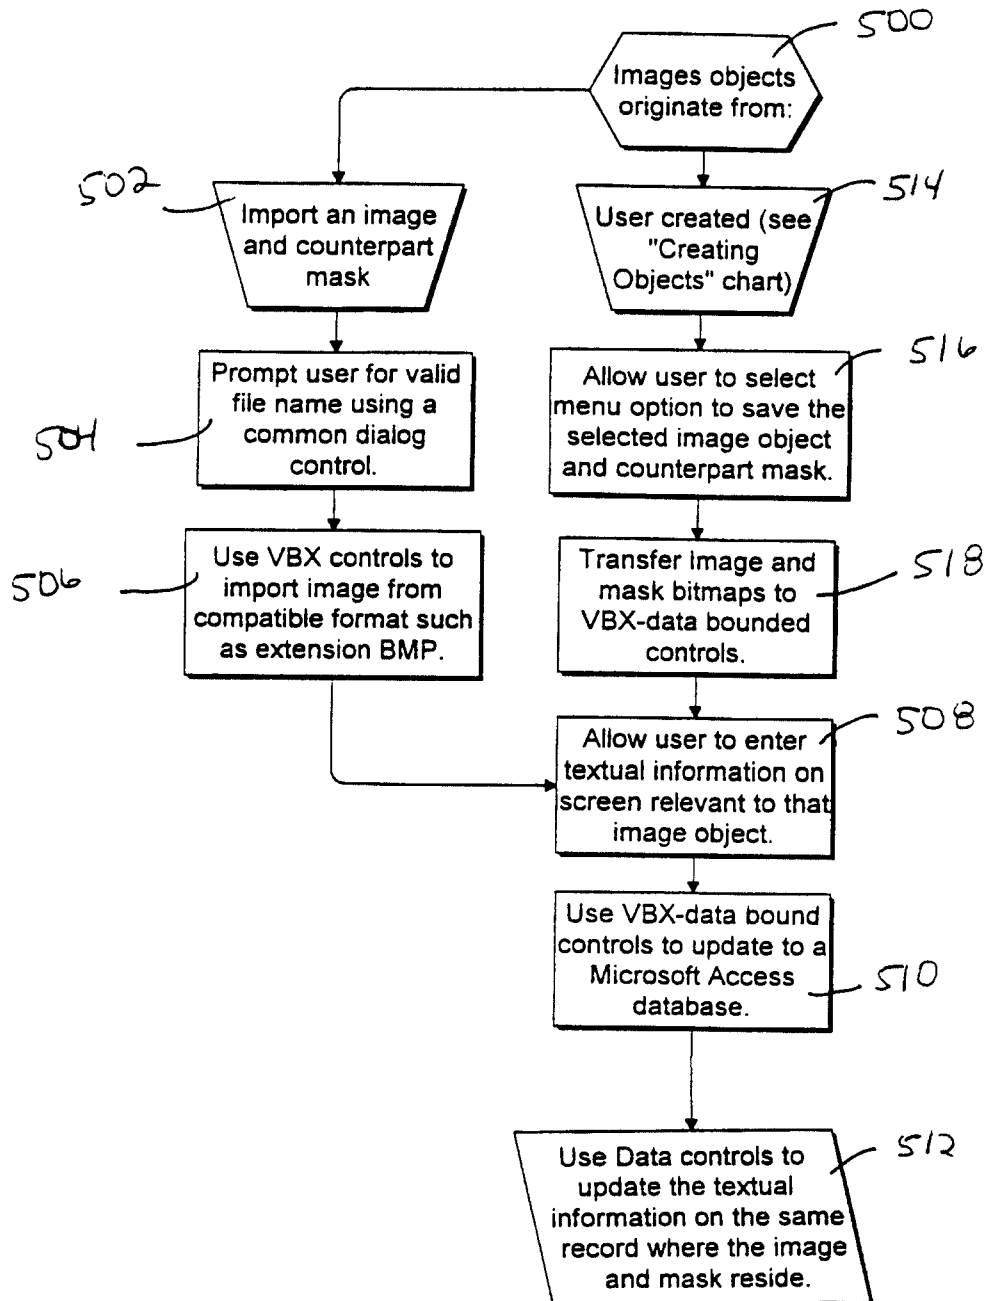 500
Images objects
originate from:
502
Import an image
and counterpart
mask
514
User created (see
"Creating
Objects" chart)
504
Prompt user for valid
file name using a
common dialog
control.
516
Allow user to select
menu option to save the
selected image object
and counterpart mask.
506
Use VBX controls to
import image from
compatible format such
as extension BMP.
518
Transfer Image and
mask bitmaps to
VBX-data bounded
controls.
508
Allow user to enter
textual information on
screen relevant to that
image object.
Use VBX-data bound
controls to update to a
Microsoft Access
database.
510
512
Use Data controls to
update the textual
information on the same
record where the image
and mask reside.